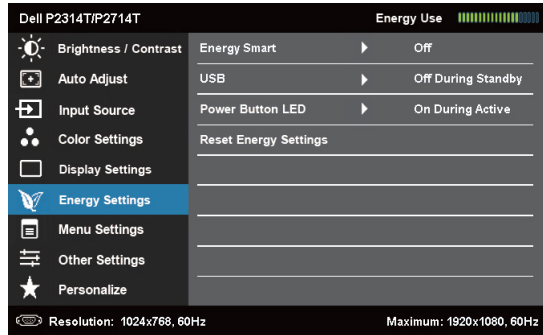 Dell P2314T/P2714T Energy Use
Brightness / Contrast Energy Smart Off
Auto Adjust USB Off During Standby
Input Source Power Button LED On During Active
Color Settings Reset Energy Settings
Display Settings
Energy Settings
Menu Settings
Other Settings
Personalize
Resolution: 1024x768, 60Hz Maximum: 1920x1080, 60Hz